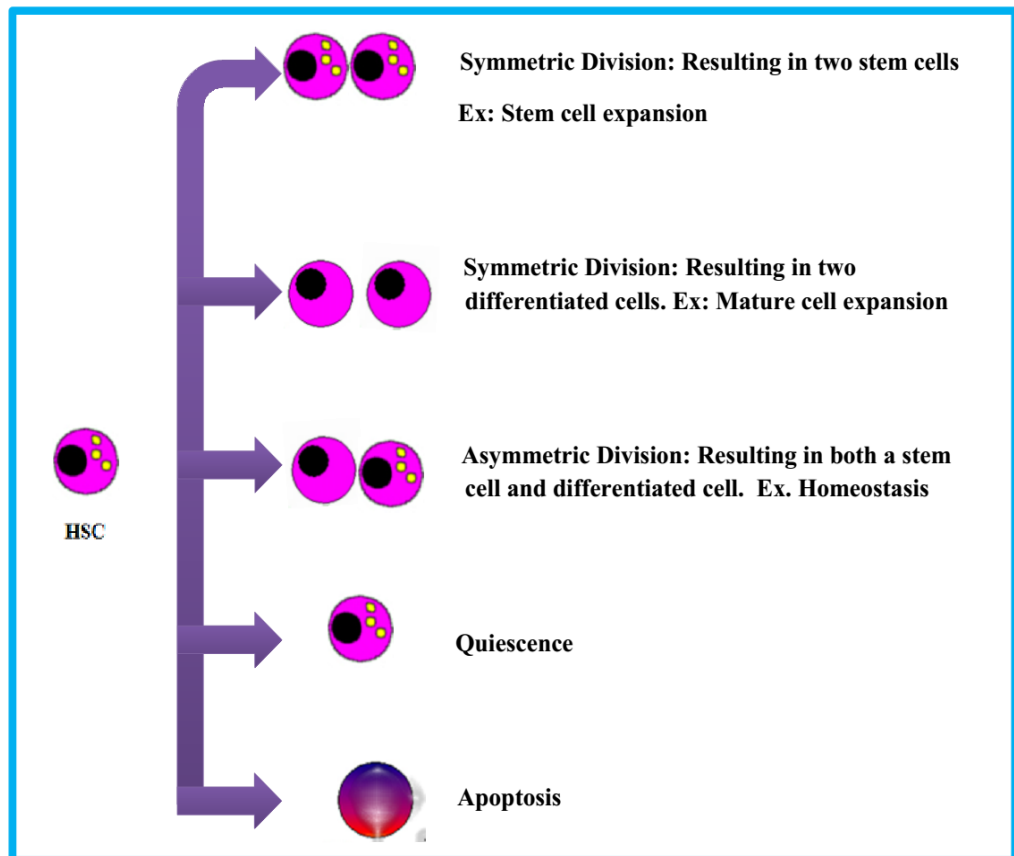 Symmetric Division: Resulting in two stem cells
Ex: Stem cell expansion
Symmetric Division: Resulting in two
differentiated cells. Ex: Mature cell expansion
Asymmetric Division: Resulting in both a stem
cell and differentiated cell. Ex. Homeostasis
HSC
Quiescence
Apoptosis